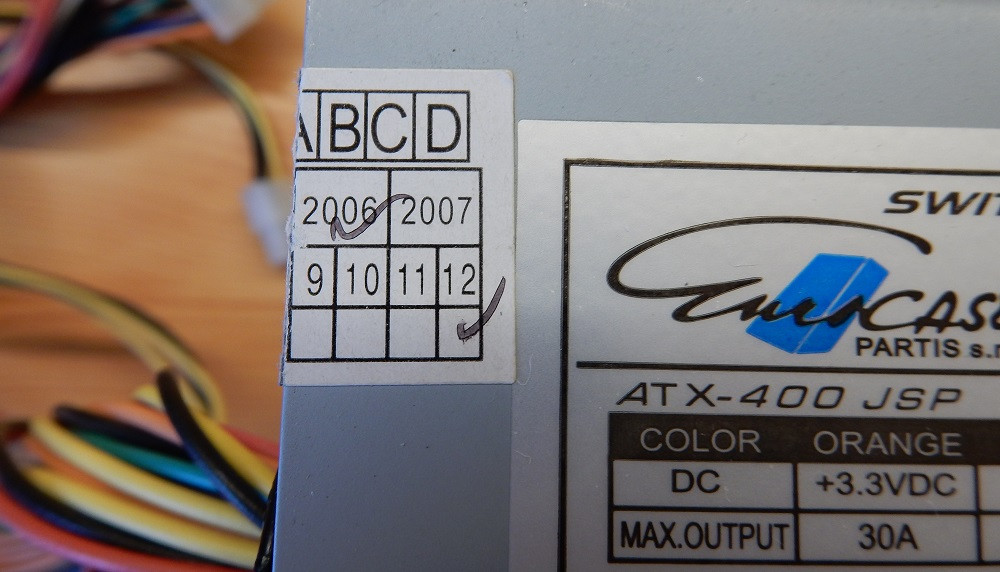 A B C D
2006 2007
9 10 11 12
SWIT
CASE
PARTIS s.r
ATX-400 JSP
COLOR ORANGE
DC +3.3VDC
MAX.OUTPUT 30A